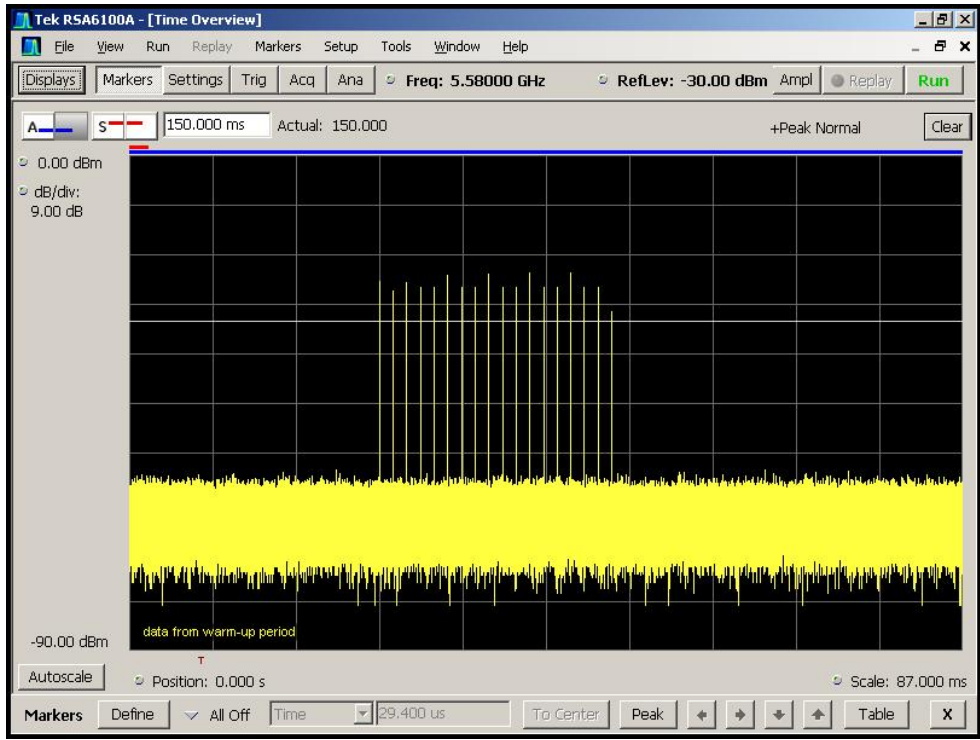 Tek RSA6100A - [Time Overview]
File View Run Replay Markers Setup Tools Window Help
Displays Markers Settings Trig Acq Ana Freq: 5.58000 GHz RefLev: -30.00 dBm Ampl Replay Run
A S 150.000 ms Actual: 150.000 +Peak Normal Clear
0.00 dBm
dB/div:
9.00 dB
data from warm-up period
-90.00 dBm
T
Autoscale Position: 0.000 s Scale: 87.000 ms
Markers Define All Off Time 29.400 us To Center Peak Table X